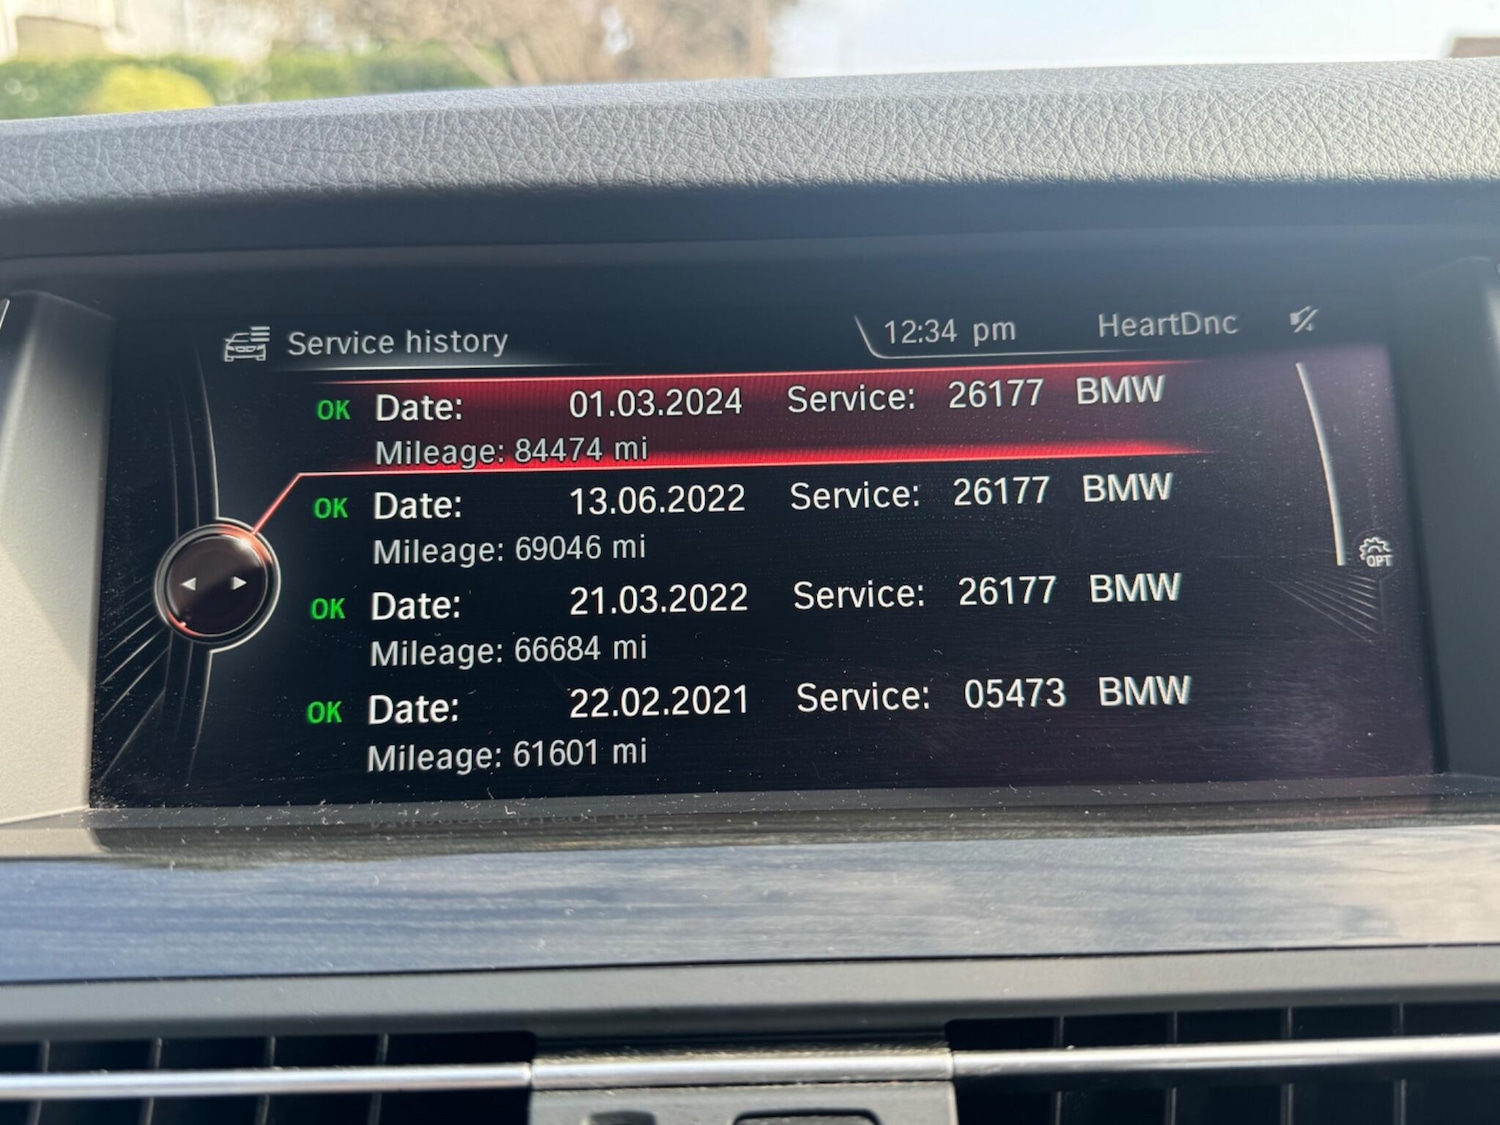 Service history 12:34 pm HeartDnc
OK Date: 01.03.2024 Service: 26177 BMW
Mileage: 84474 mi
OK Date: 13.06.2022 Service: 26177 BMW
Mileage: 69046 mi
OK Date: 21.03.2022 Service: 26177 BMW
Mileage: 66684 mi
OPT
OK Date: 22.02.2021 Service: 05473 BMW
Mileage: 61601 mi